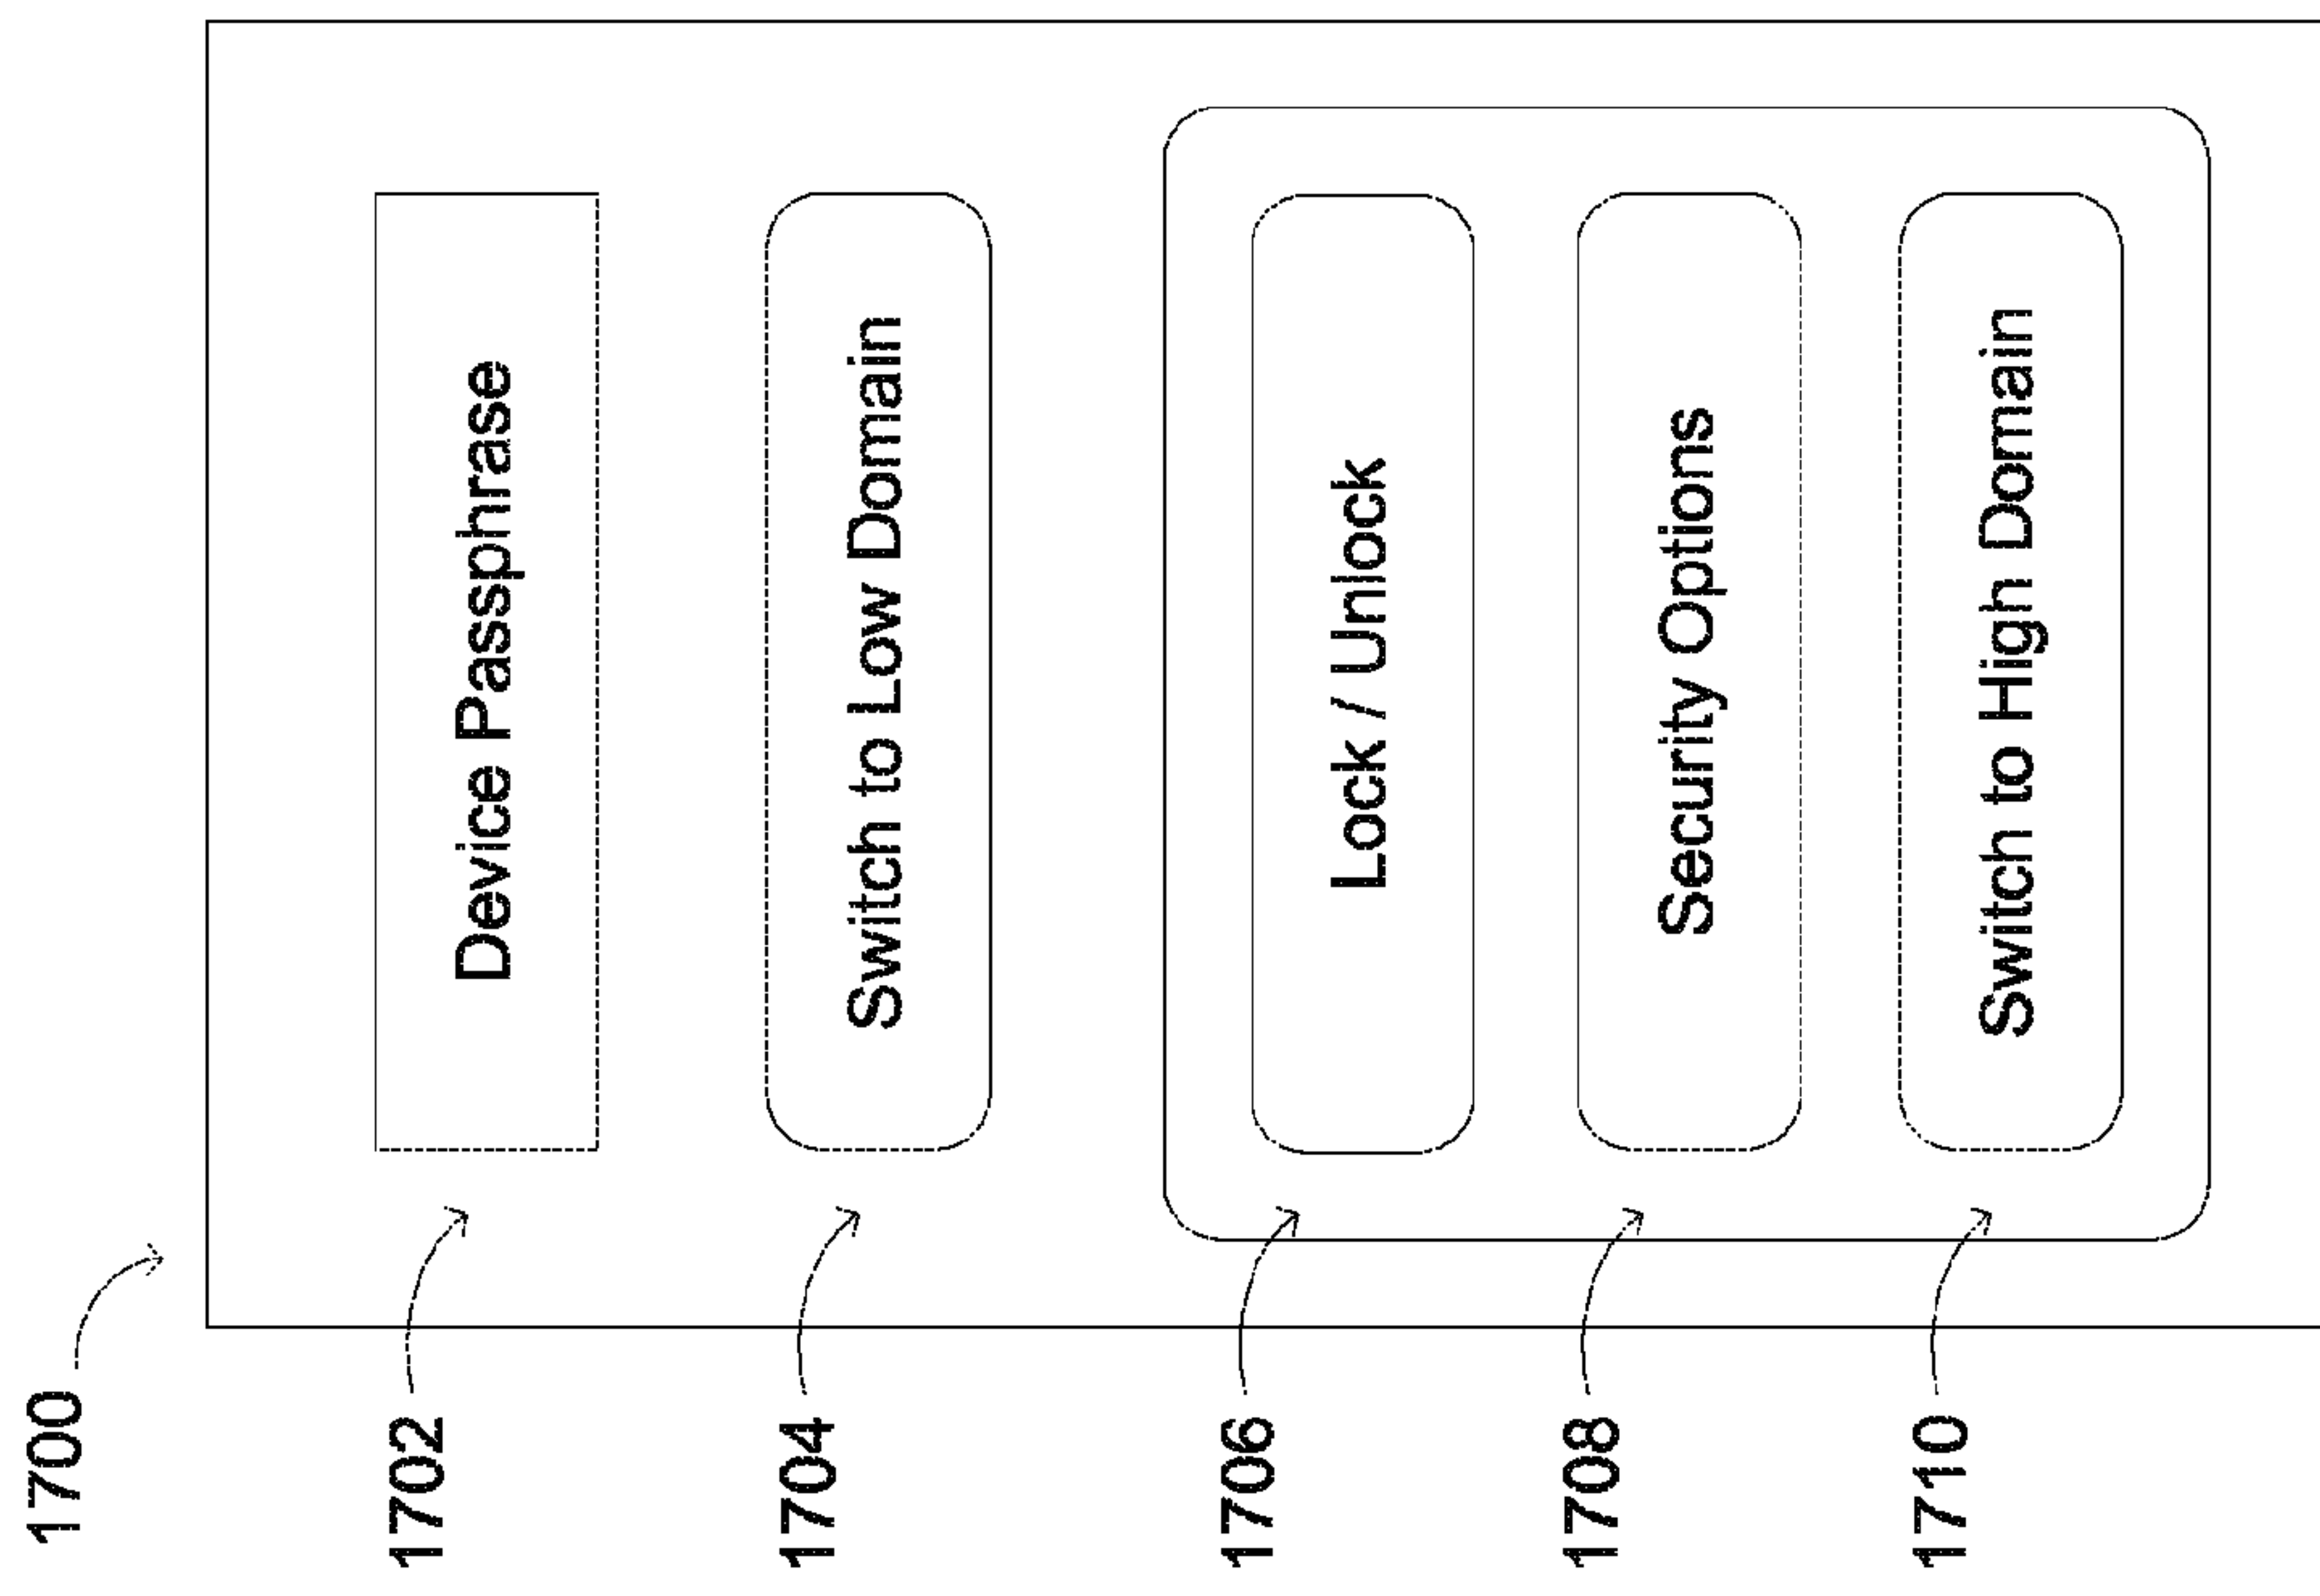 1700
1702
Device Passphrase
1704
Switch to Low Domain
1706
Lock / Unlock
1708
Security Options
1710
Switch to High Domain